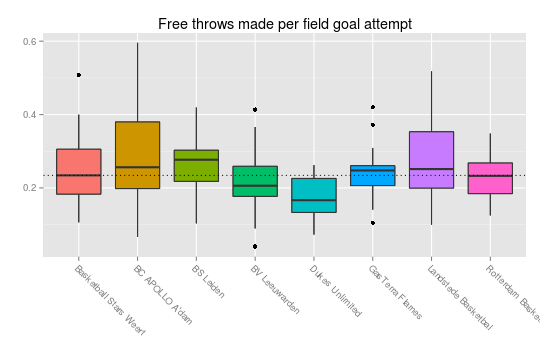 Free throws made per field goal attempt
0.6
0.4
0.2
Basketball Stars Weert
BC APOLLO A'dam
BS Leiden
BV Leeuwarden
Dukes Unlimited
GasTerra Flames
Landstede Basketbal
Rotterdam Baske